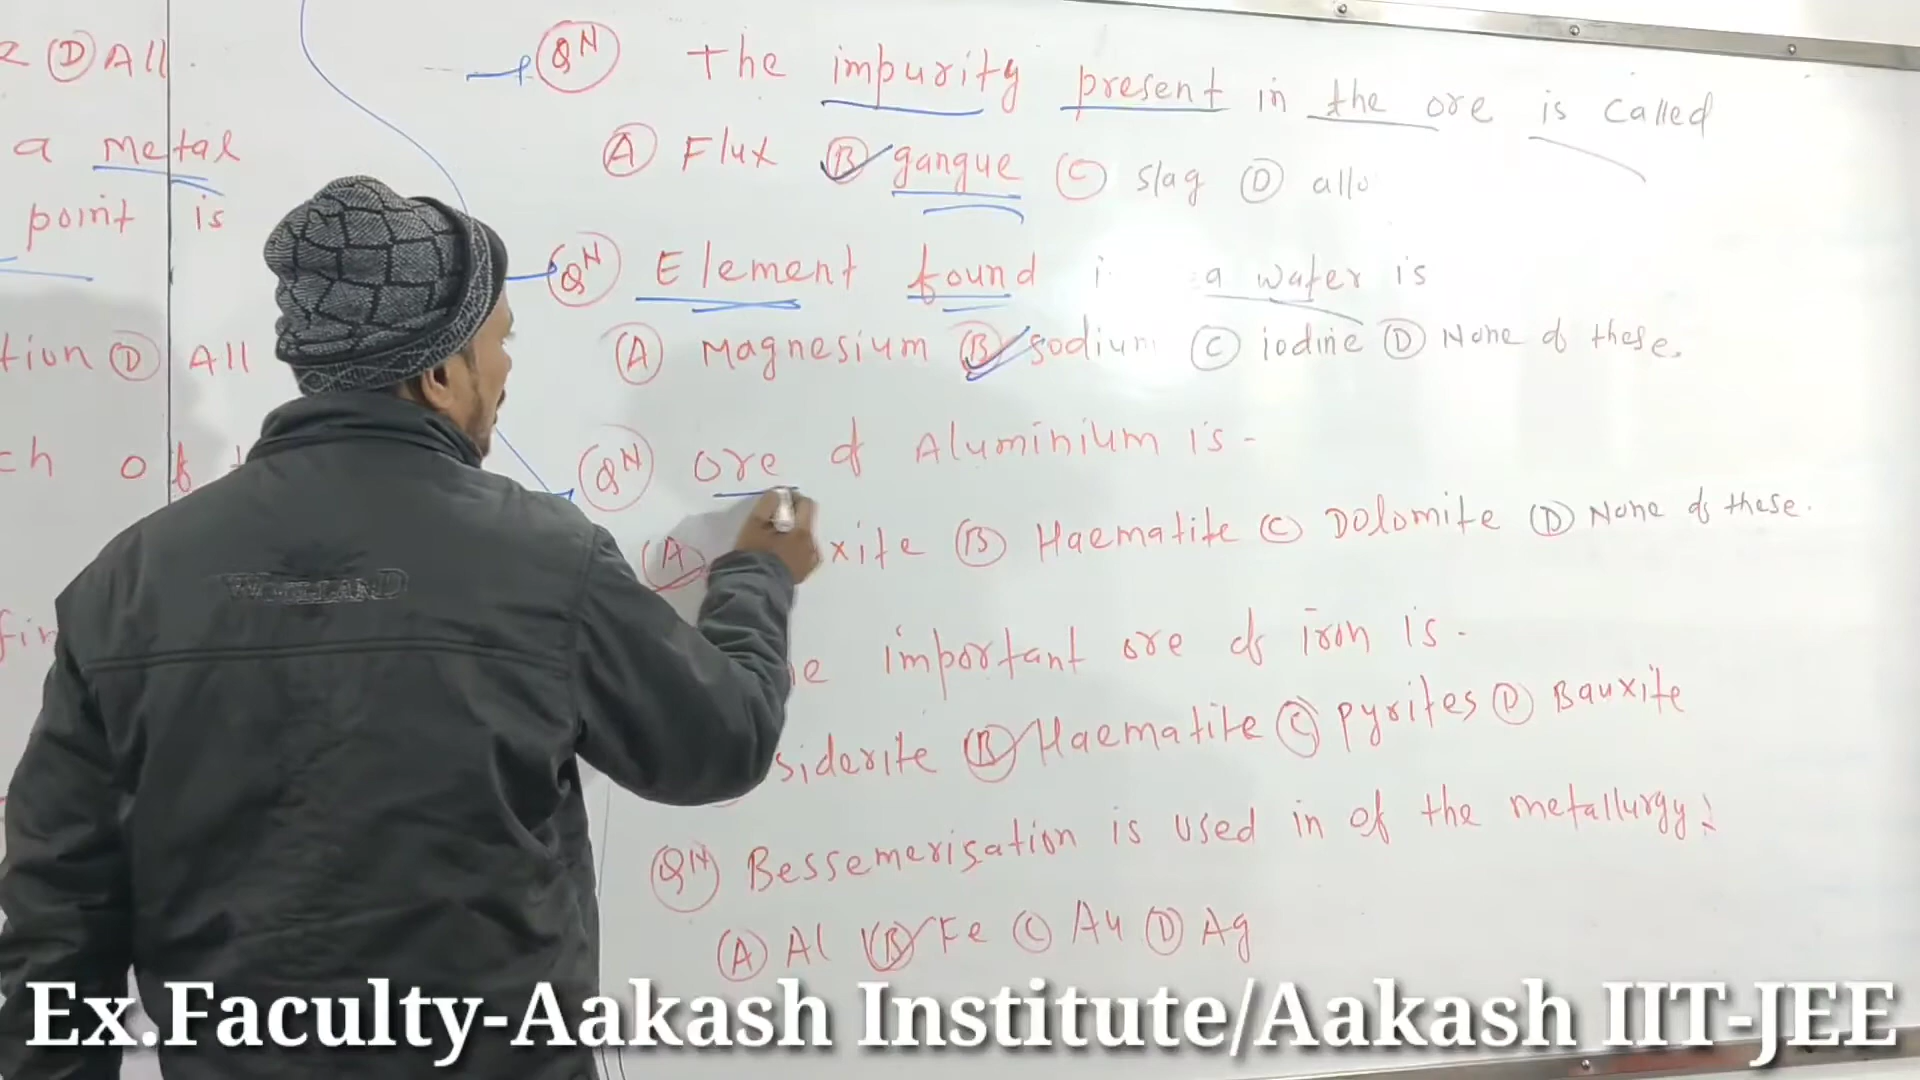 D All.
a metal
point is
tion D All
ch of
fin
QN The impurity present in the ore is called
A Flux B gangue C slag D allo
QN Element found a water is
A Magnesium B sodium C iodine D None of these.
QN Ore of Aluminium is -
A xite B Haematite C Dolomite D None of these.
he important ore of iron is -
siderite B Haematite C pyrites D Bauxite
QN Bessemerisation is used in of the metallurgy:
A Al B Fe C Au D Ag
Ex.Faculty-Aakash Institute/Aakash IIT-JEE